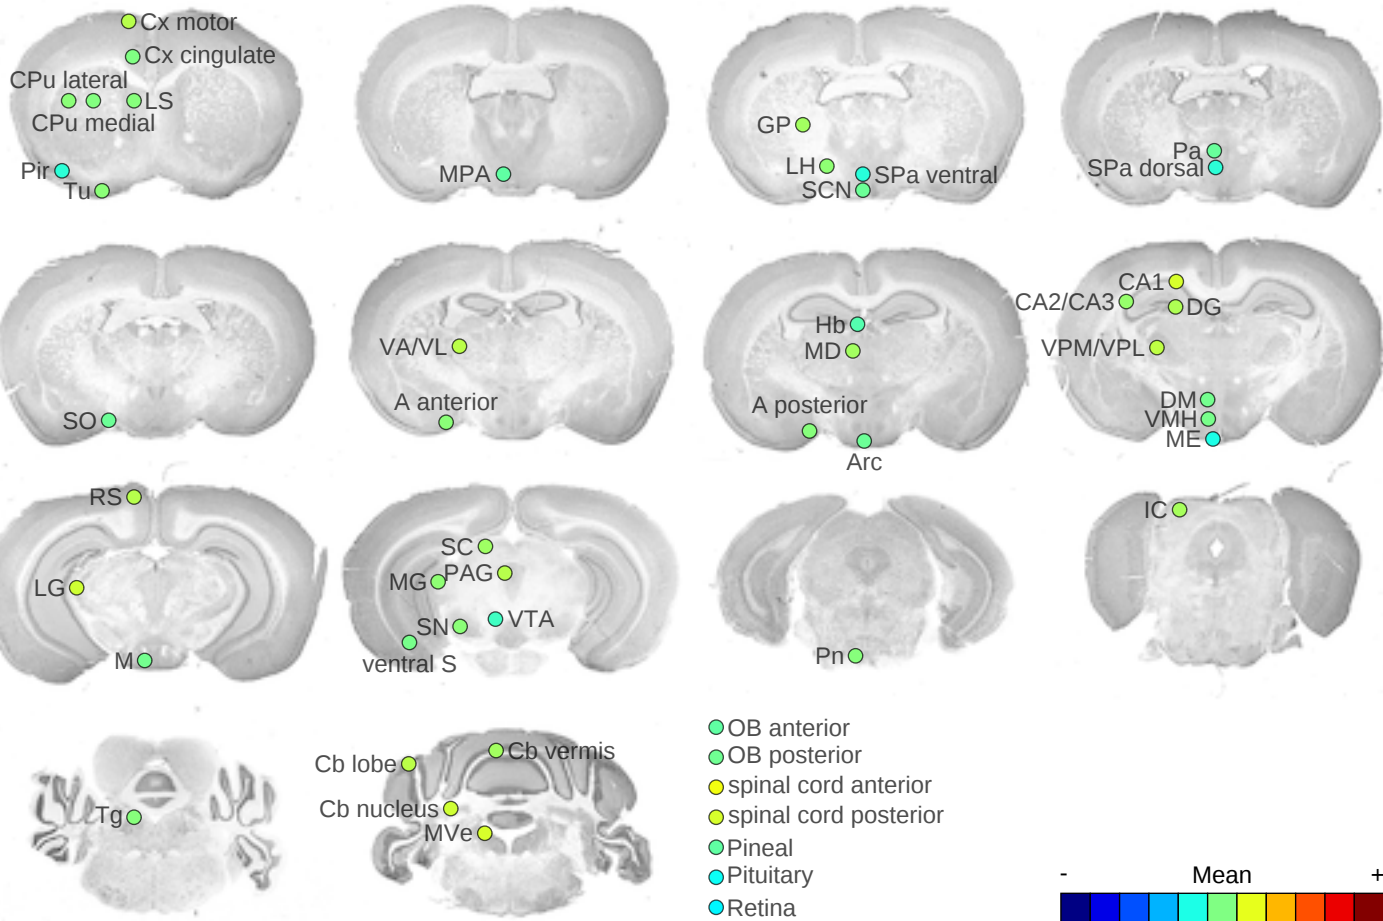 Cx motor
Cx cingulate
CPu lateral
LS
CPu medial
Pir
Tu
MPA
GP
LH
SPa ventral
SCN
Pa
SPa dorsal
SO
VA/VL
A anterior
Hb
MD
A posterior
Arc
CA1
CA2/CA3
DG
VPM/VPL
DM
VMH
ME
RS
LG
M
SC
PAG
MG
VTA
SN
ventral S
Pn
IC
Tg
Cb vermis
Cb lobe
Cb nucleus
MVe
OB anterior
OB posterior
spinal cord anterior
spinal cord posterior
Pineal
Pituitary
Retina
- Mean +